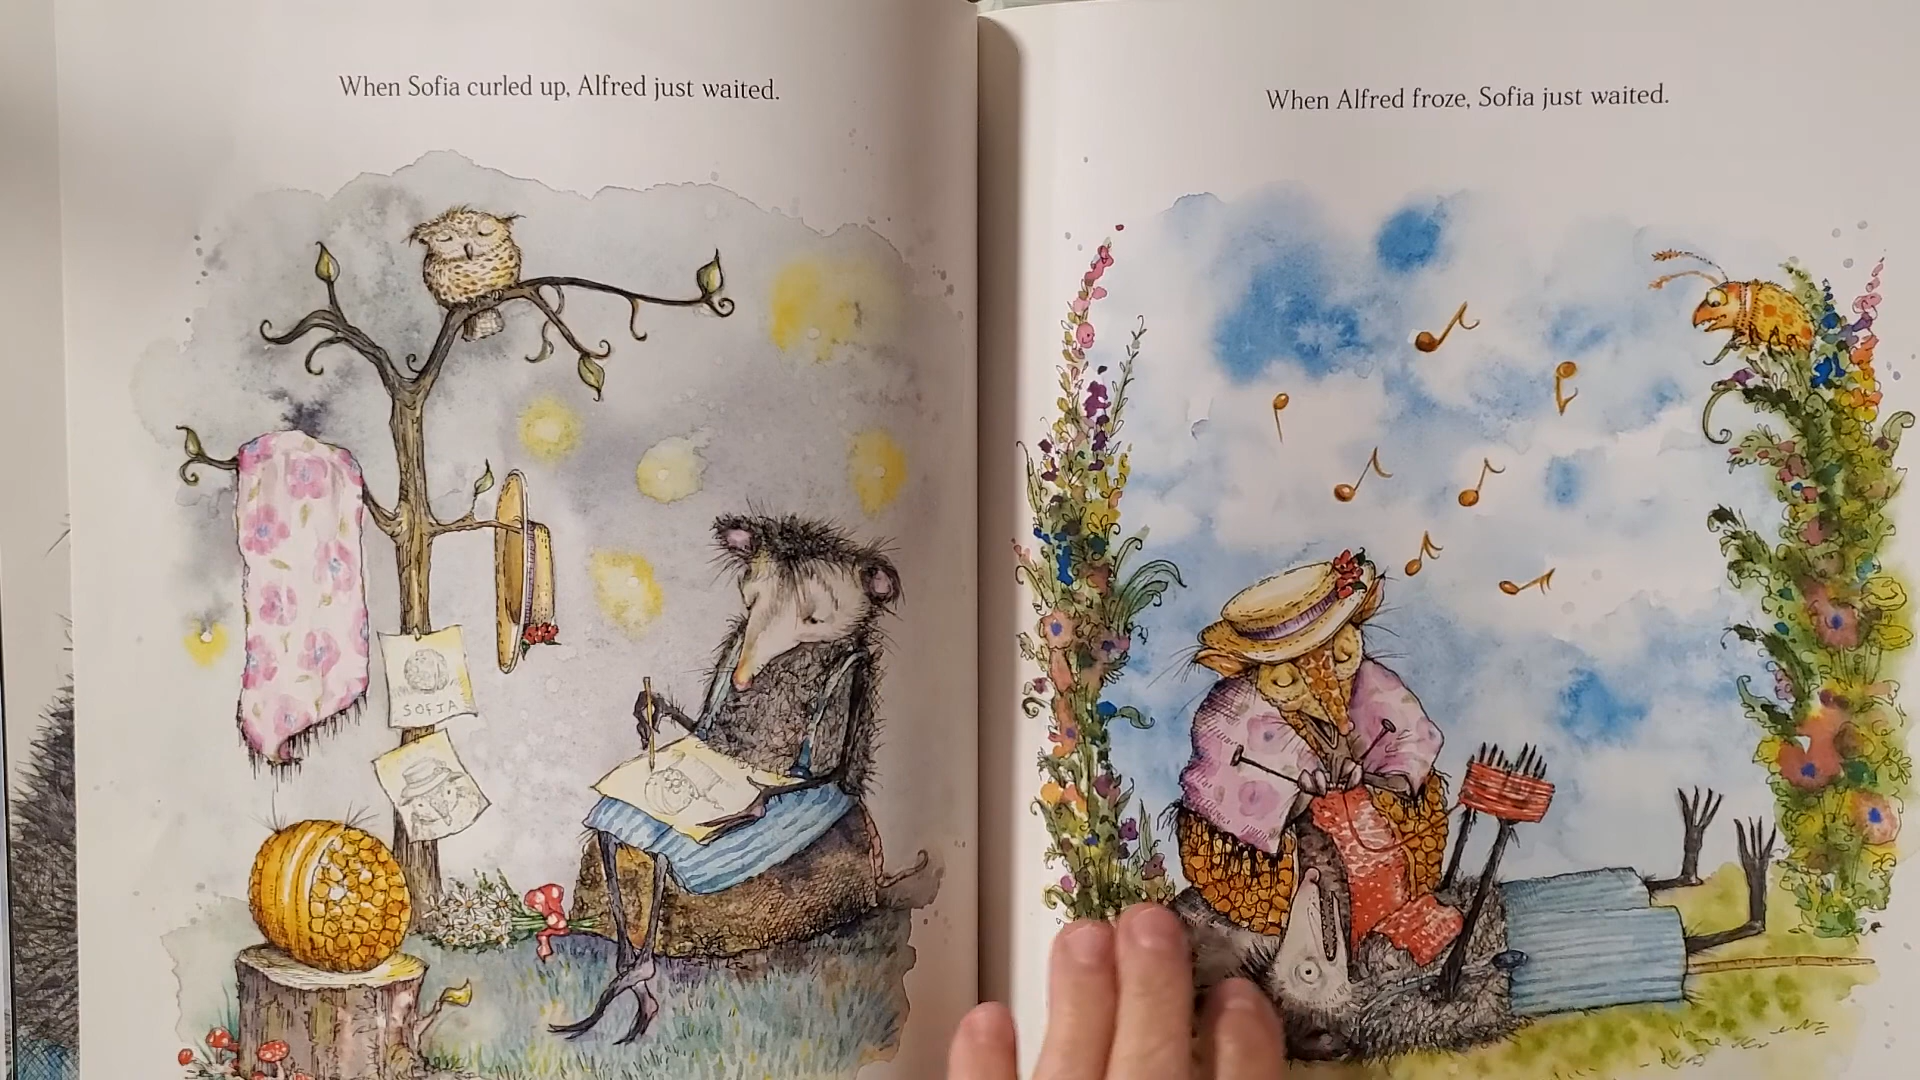 When Sofia curled up, Alfred just waited.
SOFIA
When Alfred froze, Sofia just waited.